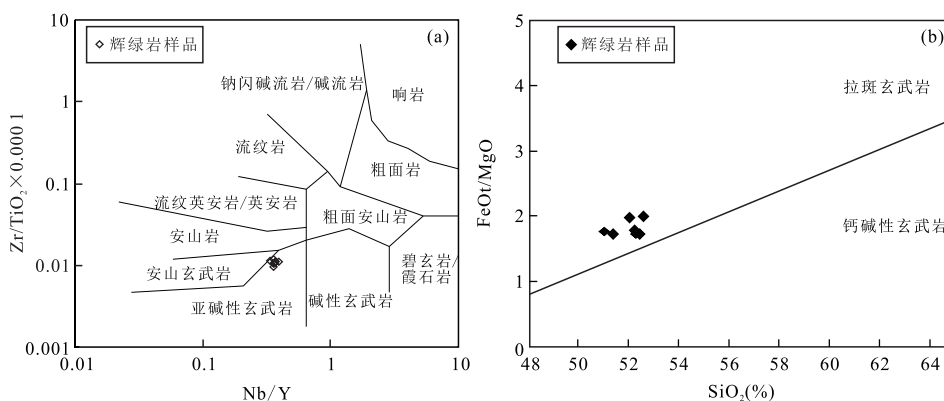 10
1
0.1
0.01
0.001
0.01
0.1
1
10
Zr/TiO₂×0.000 1
Nb/Y
(a)
辉绿岩样品
钠闪碱流岩/碱流岩
响岩
流纹岩
粗面岩
流纹英安岩/英安岩
粗面安山岩
安山岩
安山玄武岩
碧玄岩/
霞石岩
亚碱性玄武岩
碱性玄武岩
5
4
3
2
1
0
48
50
52
54
56
58
60
62
64
FeOt/MgO
SiO₂(%)
(b)
辉绿岩样品
拉斑玄武岩
钙碱性玄武岩